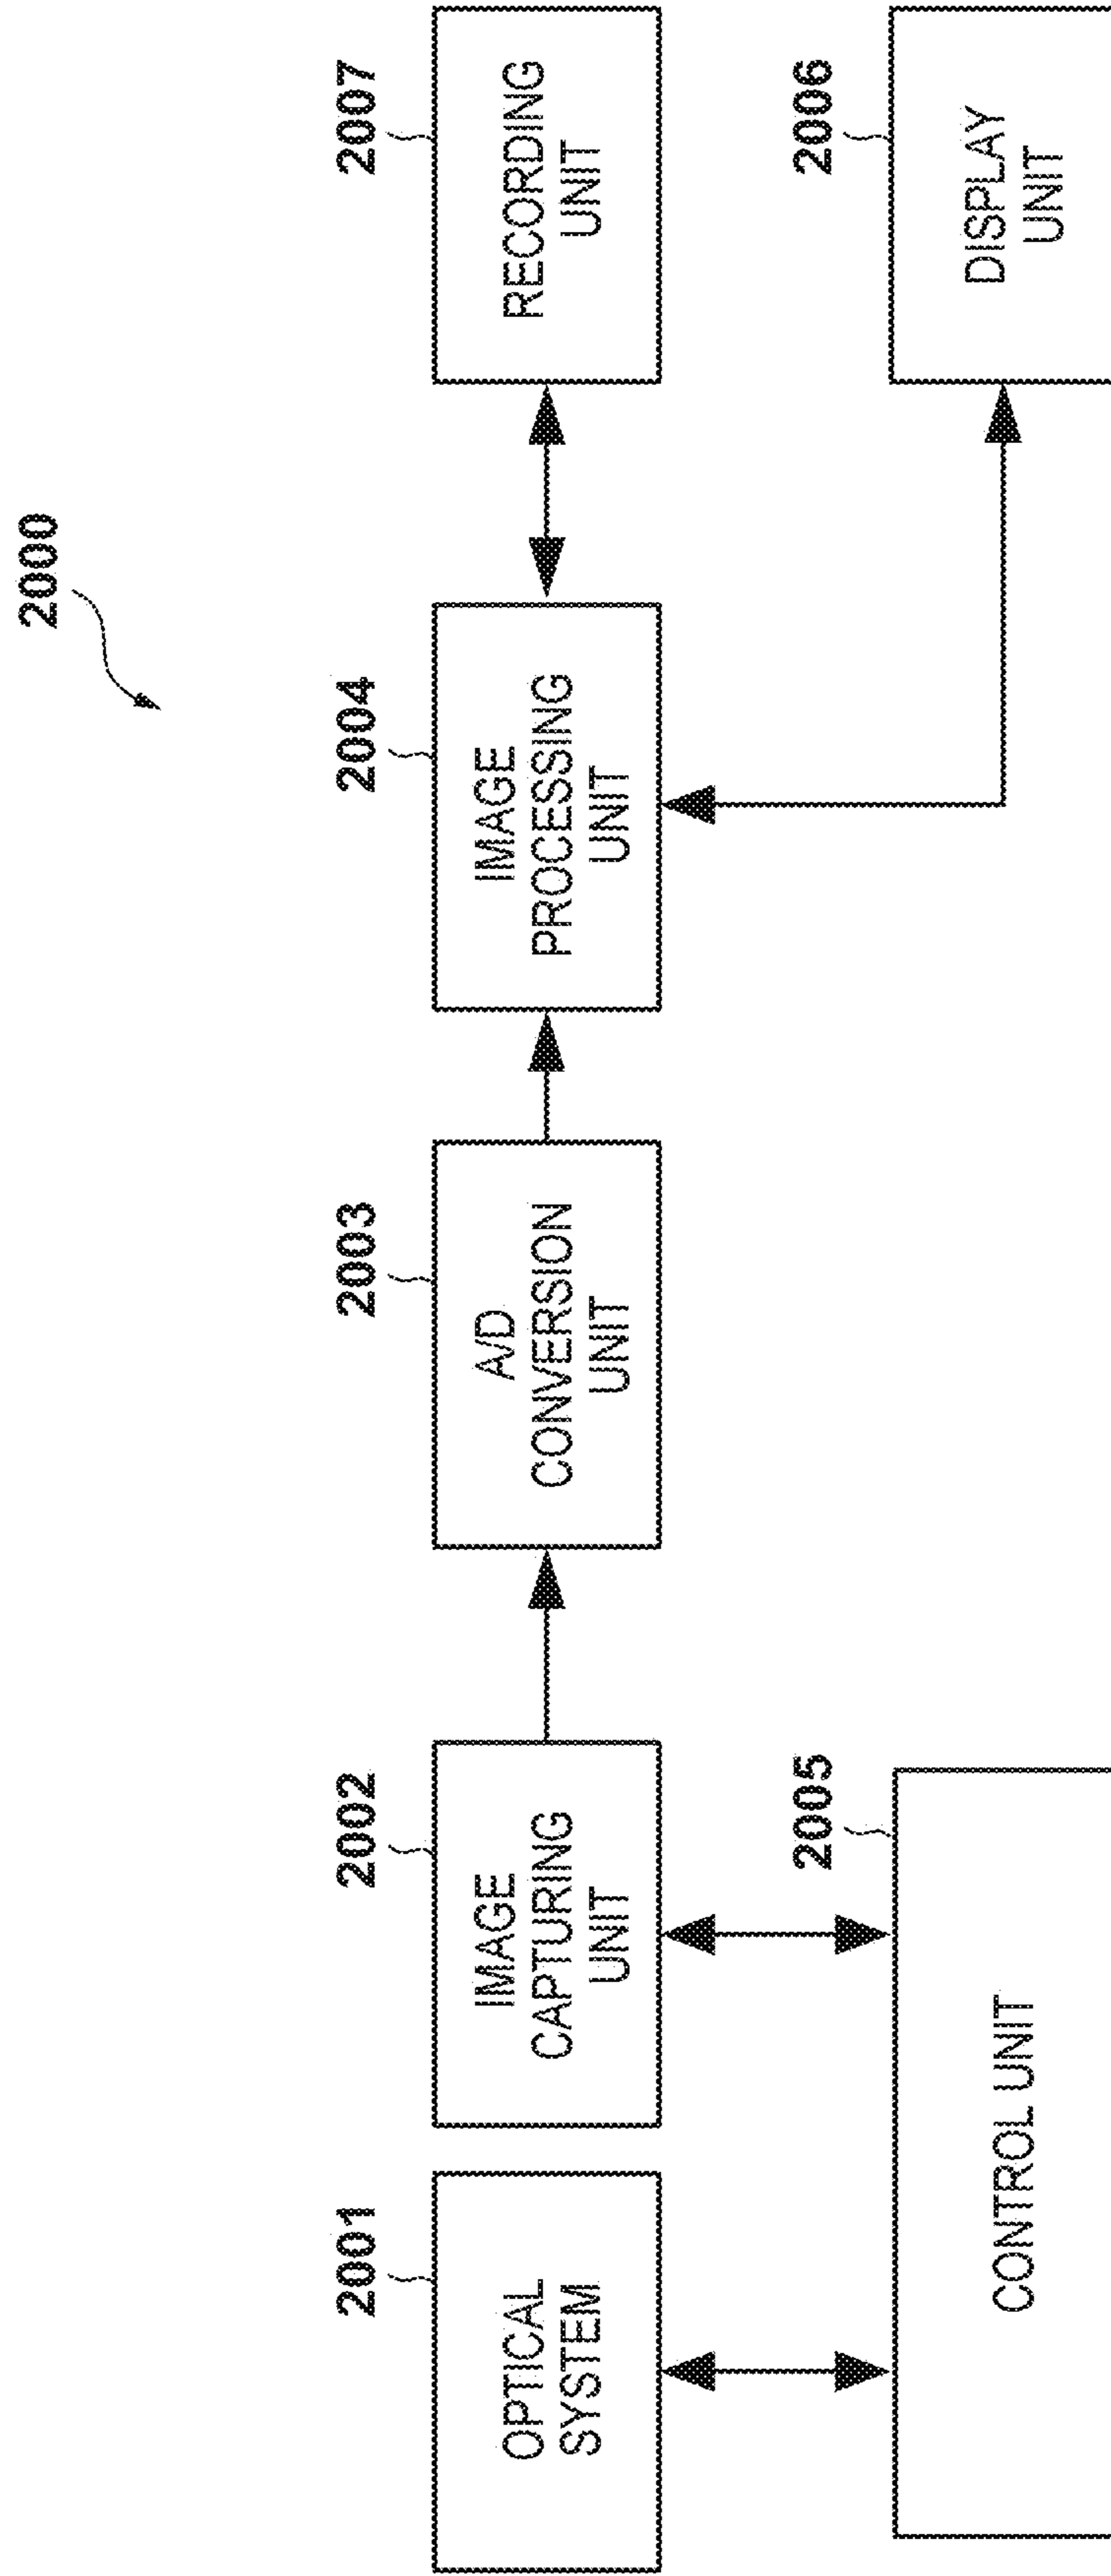 2000
2001
OPTICAL
SYSTEM
2002
IMAGE
CAPTURING
UNIT
2003
A/D
CONVERSION
UNIT
2004
IMAGE
PROCESSING
UNIT
2007
RECORDING
UNIT
2005
CONTROL UNIT
2006
DISPLAY
UNIT